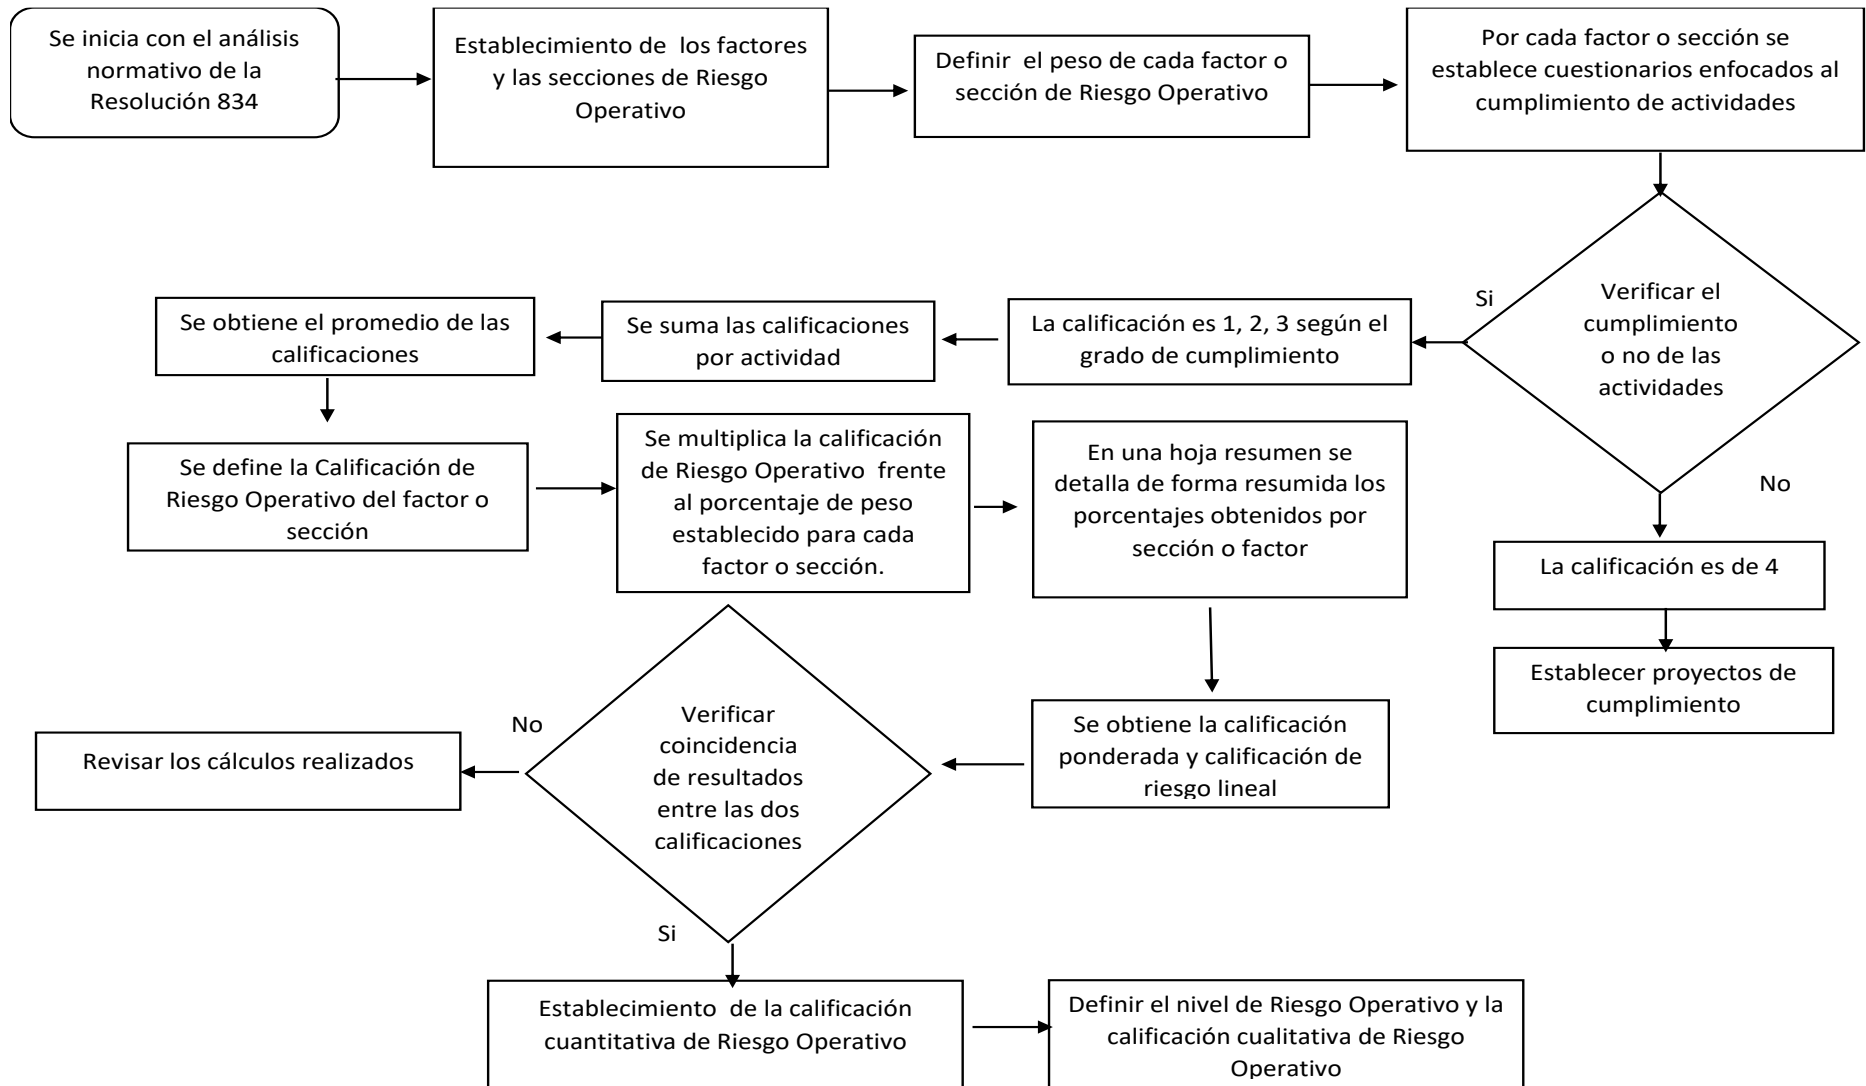 Se inicia con el análisis
normativo de la
Resolución 834
Establecimiento de los factores
y las secciones de Riesgo
Operativo
Definir el peso de cada factor o
sección de Riesgo Operativo
Por cada factor o sección se
establece cuestionarios enfocados al
cumplimiento de actividades
Verificar el
cumplimiento
o no de las
actividades
Si
La calificación es 1, 2, 3 según el
grado de cumplimiento
Se suma las calificaciones
por actividad
Se obtiene el promedio de las
calificaciones
Se define la Calificación de
Riesgo Operativo del factor o
sección
Se multiplica la calificación
de Riesgo Operativo frente
al porcentaje de peso
establecido para cada
factor o sección.
En una hoja resumen se
detalla de forma resumida los
porcentajes obtenidos por
sección o factor
No
La calificación es de 4
Establecer proyectos de
cumplimiento
Se obtiene la calificación
ponderada y calificación de
riesgo lineal
Verificar
coincidencia
de resultados
entre las dos
calificaciones
No
Revisar los cálculos realizados
Si
Establecimiento de la calificación
cuantitativa de Riesgo Operativo
Definir el nivel de Riesgo Operativo y la
calificación cualitativa de Riesgo
Operativo